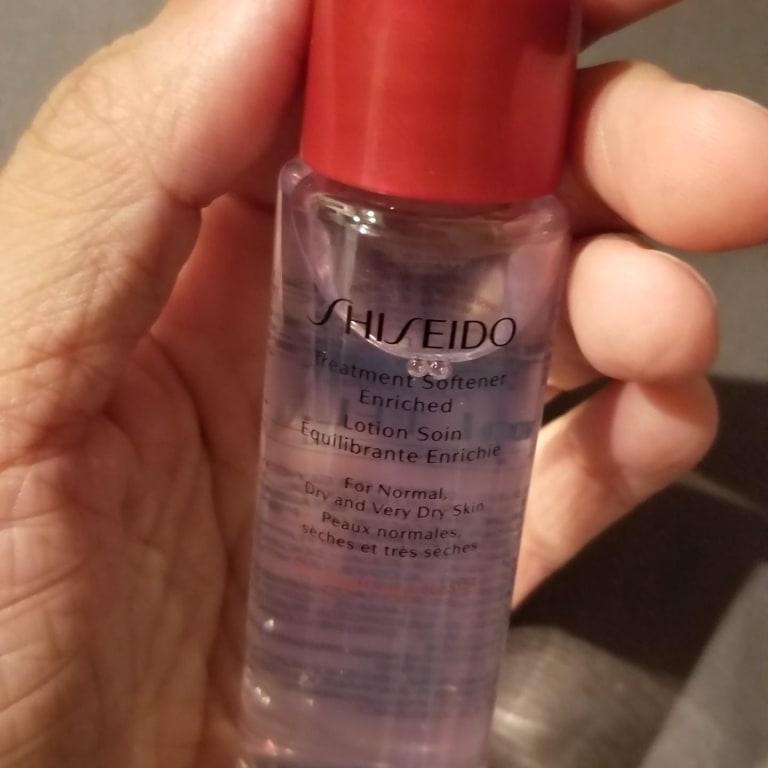 SHISEIDO
Treatment Softener
Enriched
Lotion Soin
Équilibrante Enrichie
For Normal,
Dry and Very Dry Skin
Peaux normales,
sèches et très sèches